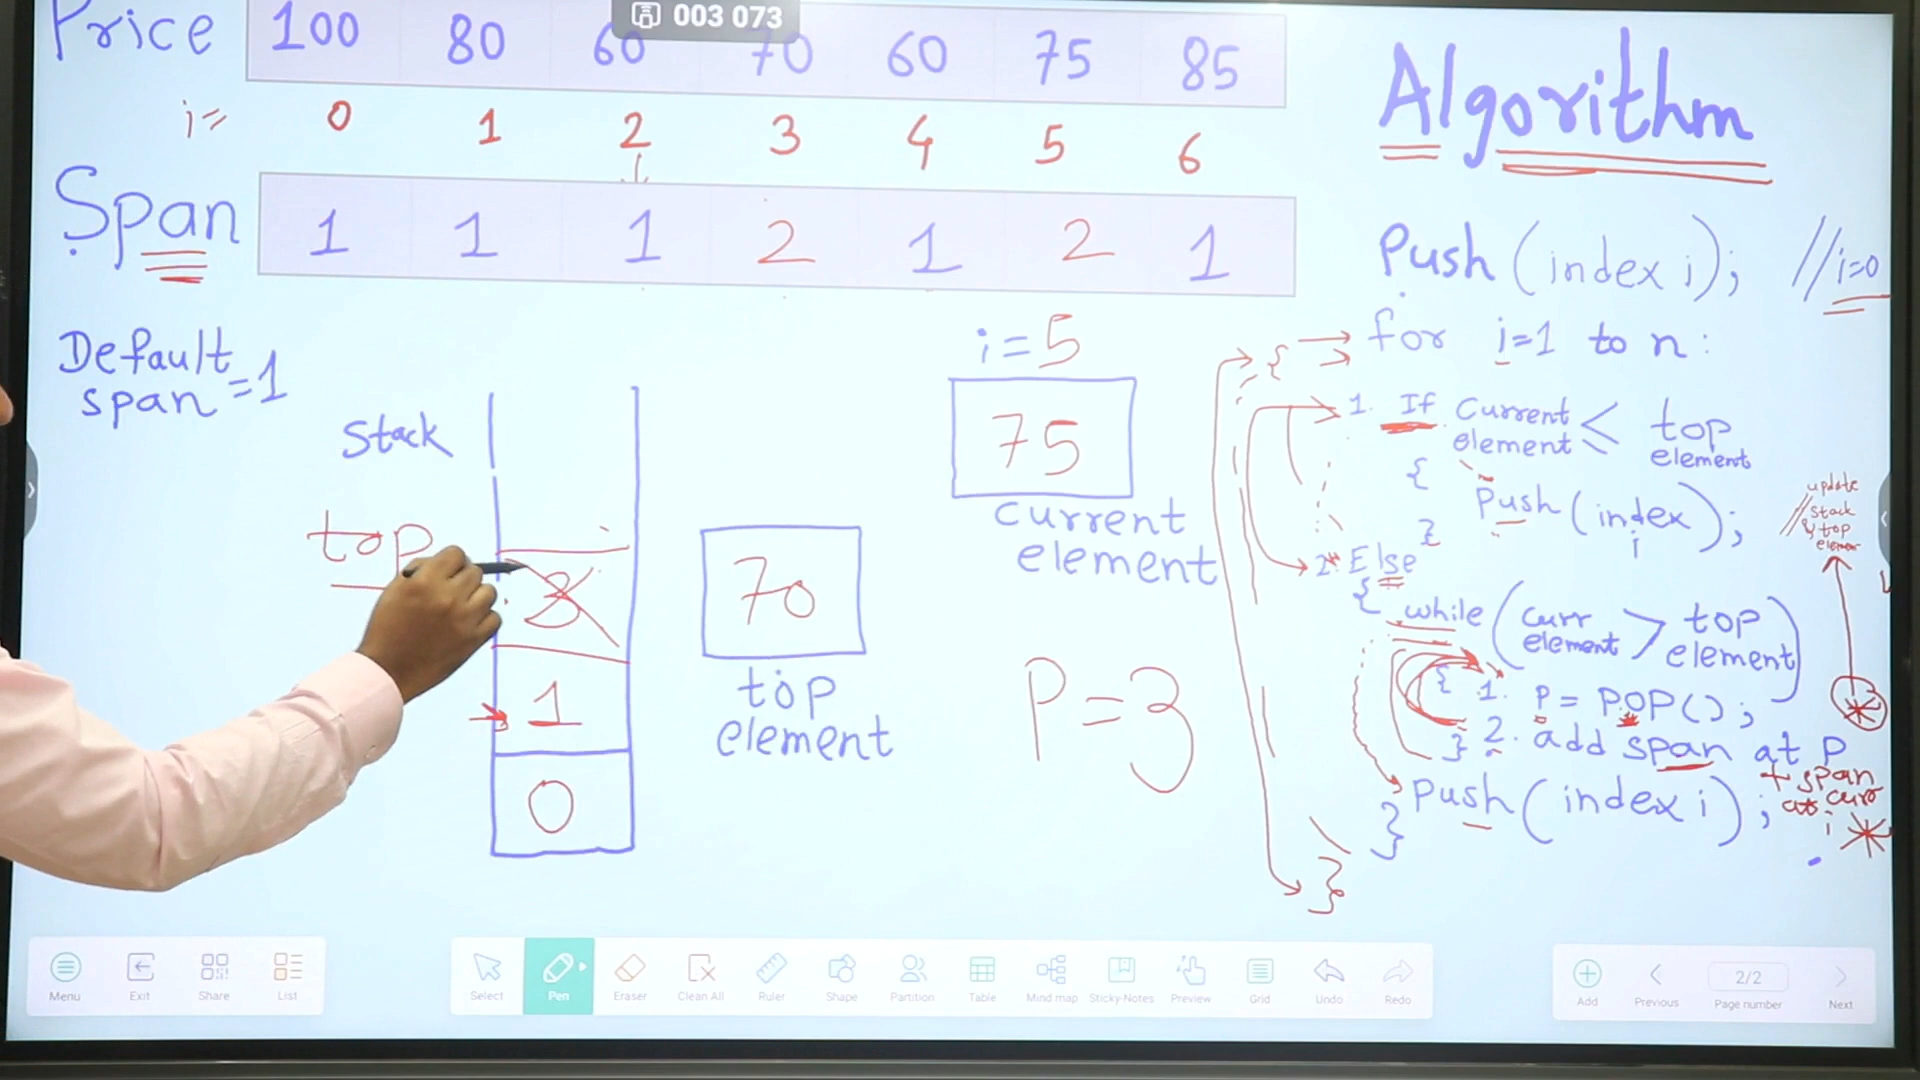 003 073
Price 100 80 60 70 60 75 85
i= 0 1 2 3 4 5 6
Span 1 1 1 2 1 2 1
Default
span =1
Stack
top
3
1
0
70
top
element
i=5
75
current
element
P=3
Algorithm
Push (index i); //i=0
{ for i=1 to n:
1. If Current element <= top element
{
Push (index i);
}
update
// stack
& top
elemen
2. Else
{ while (curr element > top element)
{ 1. P = POP();
} 2. add span at P
+ span
at curr
i
Push (index i);
}
}
Menu Exit Share List
Select Pen Eraser Clean All Ruler Shape Partition Table Mind map Sticky-Notes Preview Grid Undo Redo
Add Previous 2/2 Page number Next